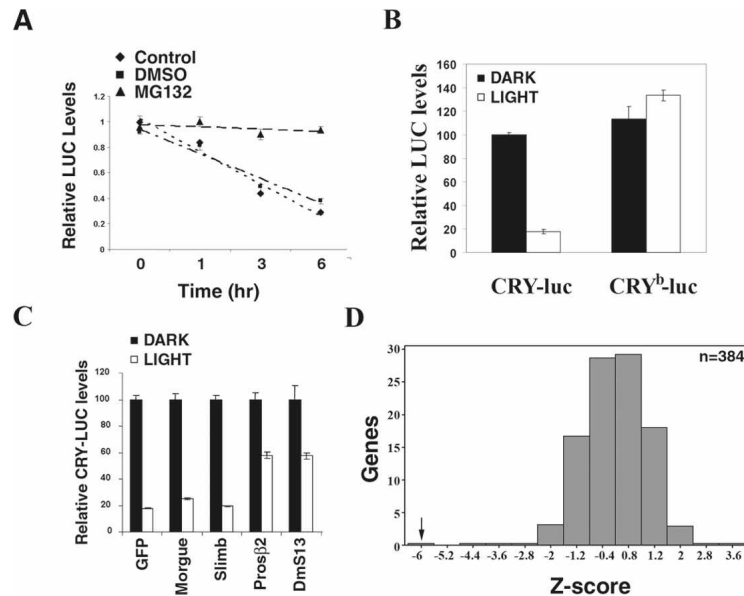 A
Control
DMSO
MG132
Relative LUC Levels
1.2
1
0.8
0.6
0.4
0.2
0
0 1 3 6
Time (hr)
B
DARK
LIGHT
Relative LUC levels
160
140
120
100
80
60
40
20
0
CRY-luc CRYᵇ-luc
C
DARK
LIGHT
Relative CRY-LUC levels
120
100
80
60
40
20
0
GFP
Morgue
Slimb
Prosβ2
DmS13
D
n=384
Genes
30
25
20
15
10
5
0
-6 -5.2 -4.4 -3.6 -2.8 -2 -1.2 -0.4 0.8 1.2 2 2.8 3.6
Z-score